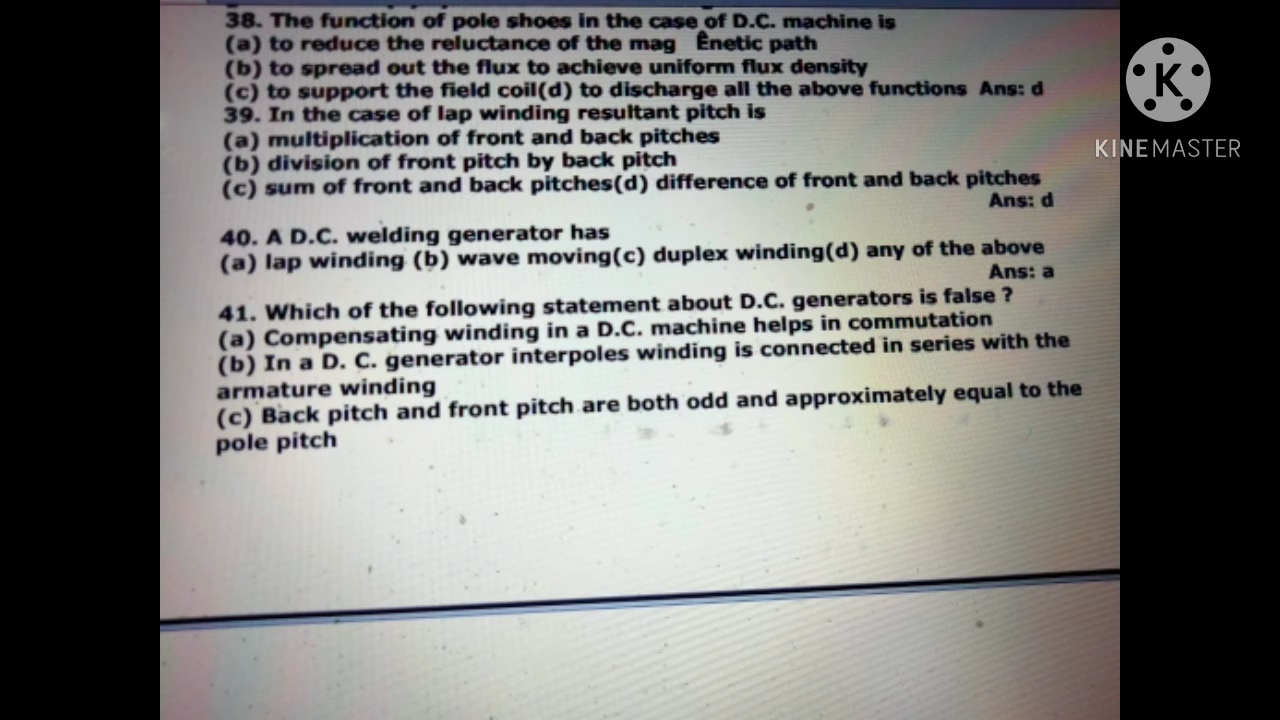 38. The function of pole shoes in the case of D.C. machine is
(a) to reduce the reluctance of the mag Ênetic path
(b) to spread out the flux to achieve uniform flux density
(c) to support the field coil(d) to discharge all the above functions Ans: d
39. In the case of lap winding resultant pitch is
(a) multiplication of front and back pitches
(b) division of front pitch by back pitch
(c) sum of front and back pitches(d) difference of front and back pitches
Ans: d
40. A D.C. welding generator has
(a) lap winding (b) wave moving(c) duplex winding(d) any of the above
Ans: a
41. Which of the following statement about D.C. generators is false ?
(a) Compensating winding in a D.C. machine helps in commutation
(b) In a D. C. generator interpoles winding is connected in series with the
armature winding
(c) Back pitch and front pitch are both odd and approximately equal to the
pole pitch
K
KINEMASTER